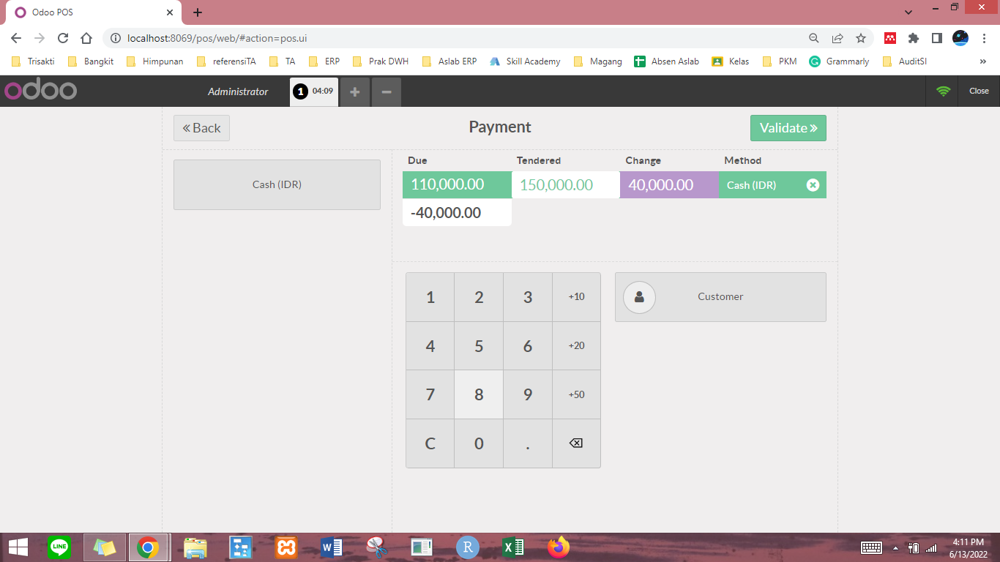 Odoo POS
localhost:8069/pos/web/#action=pos.ui
Trisakti Bangkit Himpunan referensiTA TA ERP Prak DWH Aslab ERP Skill Academy Magang Absen Aslab Kelas PKM Grammarly AuditSI »
odoo Administrator 1 04:09 + − Close
« Back Payment Validate »
Due Tendered Change Method
Cash (IDR) 110,000.00 150,000.00 40,000.00 Cash (IDR)
-40,000.00
1 2 3 +10 Customer
4 5 6 +20
7 8 9 +50
C 0 .
LINE W R X
4:11 PM
6/13/2022